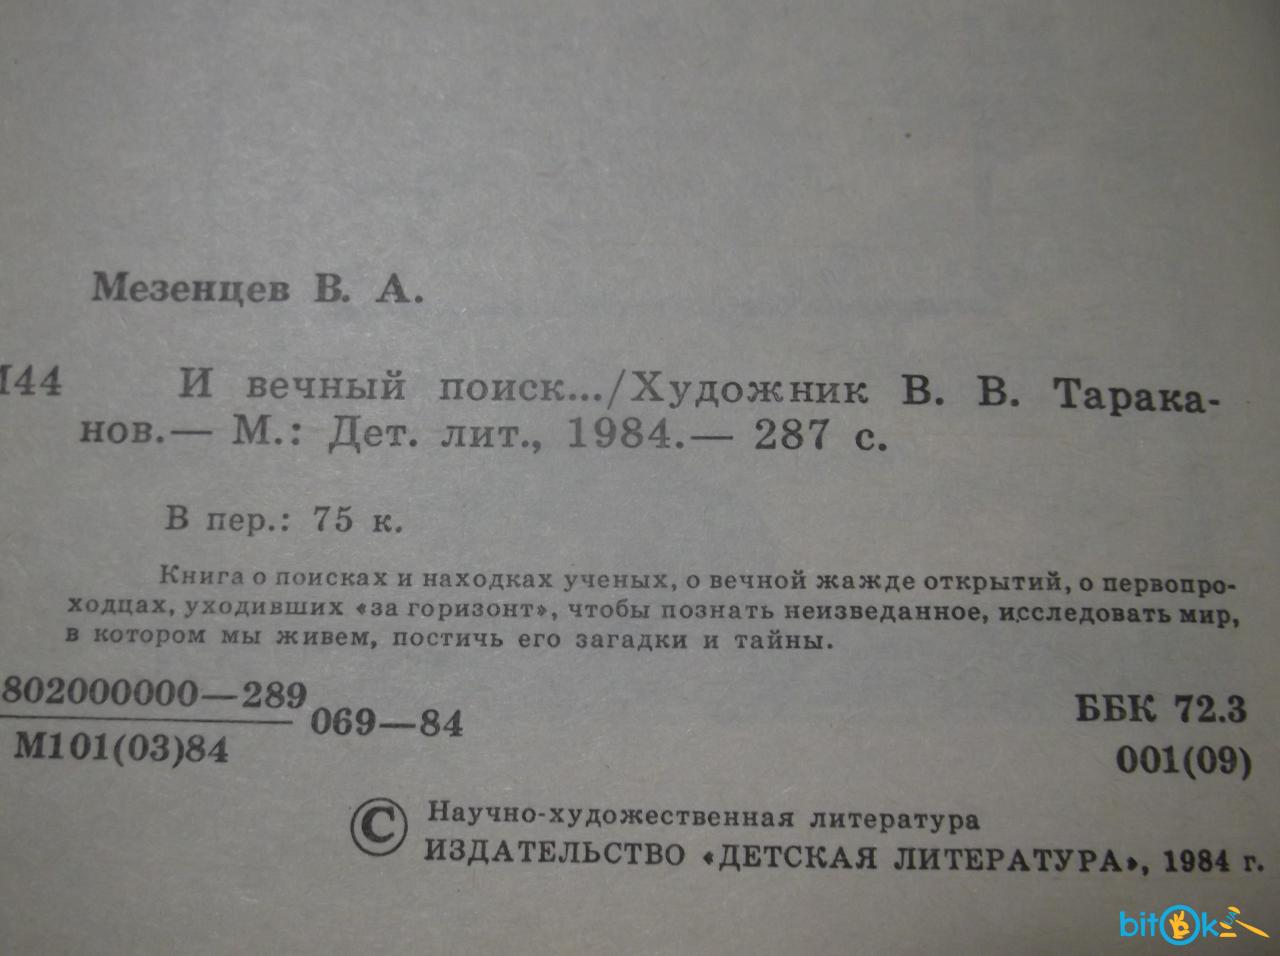 Мезенцев В. А.
М44 И вечный поиск.../Художник В. В. Тарака-
нов.— М.: Дет. лит., 1984.— 287 с.
В пер.: 75 к.
Книга о поисках и находках ученых, о вечной жажде открытий, о первопро-
ходцах, уходивших «за горизонт», чтобы познать неизведанное, исследовать мир,
в котором мы живем, постичь его загадки и тайны.
802000000—289
М101(03)84
069—84
ББК 72.3
001(09)
© Научно-художественная литература
ИЗДАТЕЛЬСТВО «ДЕТСКАЯ ЛИТЕРАТУРА», 1984 г.
bitOk